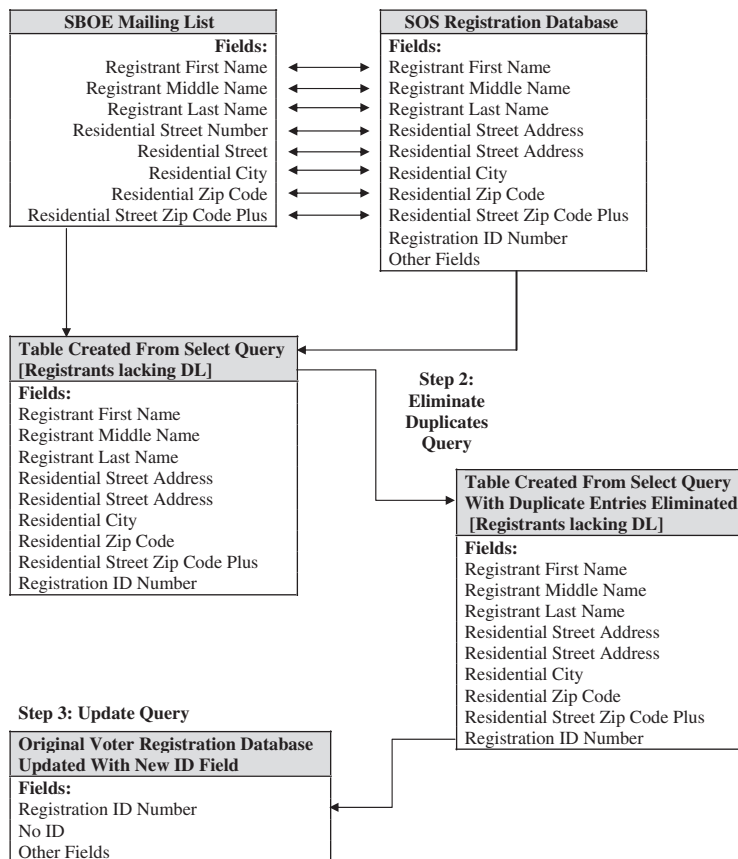 SBOE Mailing List
Fields:
Registrant First Name
Registrant Middle Name
Registrant Last Name
Residential Street Number
Residential Street
Residential City
Residential Zip Code
Residential Street Zip Code Plus
SOS Registration Database
Fields:
Registrant First Name
Registrant Middle Name
Registrant Last Name
Residential Street Address
Residential Street Address
Residential City
Residential Zip Code
Residential Street Zip Code Plus
Registration ID Number
Other Fields
Table Created From Select Query
[Registrants lacking DL]
Fields:
Registrant First Name
Registrant Middle Name
Registrant Last Name
Residential Street Address
Residential Street Address
Residential City
Residential Zip Code
Residential Street Zip Code Plus
Registration ID Number
Step 2:
Eliminate
Duplicates
Query
Table Created From Select Query
With Duplicate Entries Eliminated
[Registrants lacking DL]
Fields:
Registrant First Name
Registrant Middle Name
Registrant Last Name
Residential Street Address
Residential Street Address
Residential City
Residential Zip Code
Residential Street Zip Code Plus
Registration ID Number
Step 3: Update Query
Original Voter Registration Database
Updated With New ID Field
Fields:
Registration ID Number
No ID
Other Fields